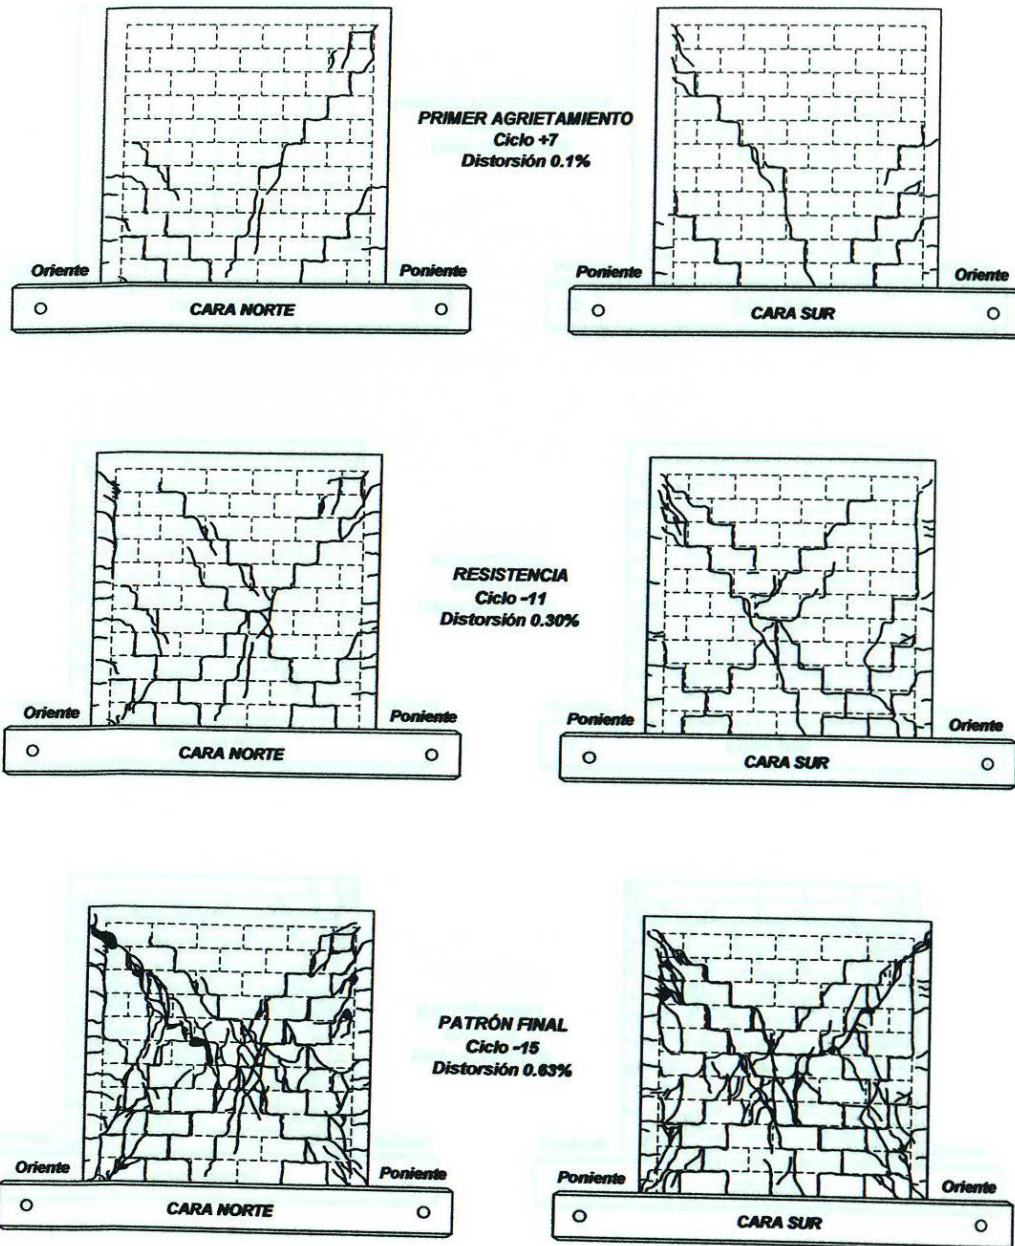 PRIMER AGRIETAMIENTO
Ciclo +7
Distorsión 0.1%
Oriente
Poniente
CARA NORTE
Poniente
Oriente
CARA SUR
RESISTENCIA
Ciclo -11
Distorsión 0.30%
Oriente
Poniente
CARA NORTE
Poniente
Oriente
CARA SUR
PATRÓN FINAL
Ciclo -15
Distorsión 0.63%
Oriente
Poniente
CARA NORTE
Poniente
Oriente
CARA SUR